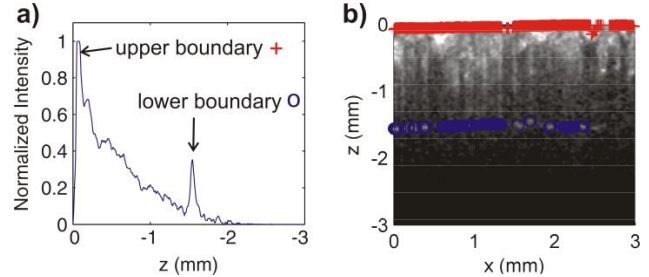 a)
Normalized Intensity
1
0.8
0.6
0.4
0.2
0
upper boundary +
lower boundary O
0 -1 -2 -3
z (mm)
b)
z (mm)
0
-1
-2
-3
0 1 2 3
x (mm)